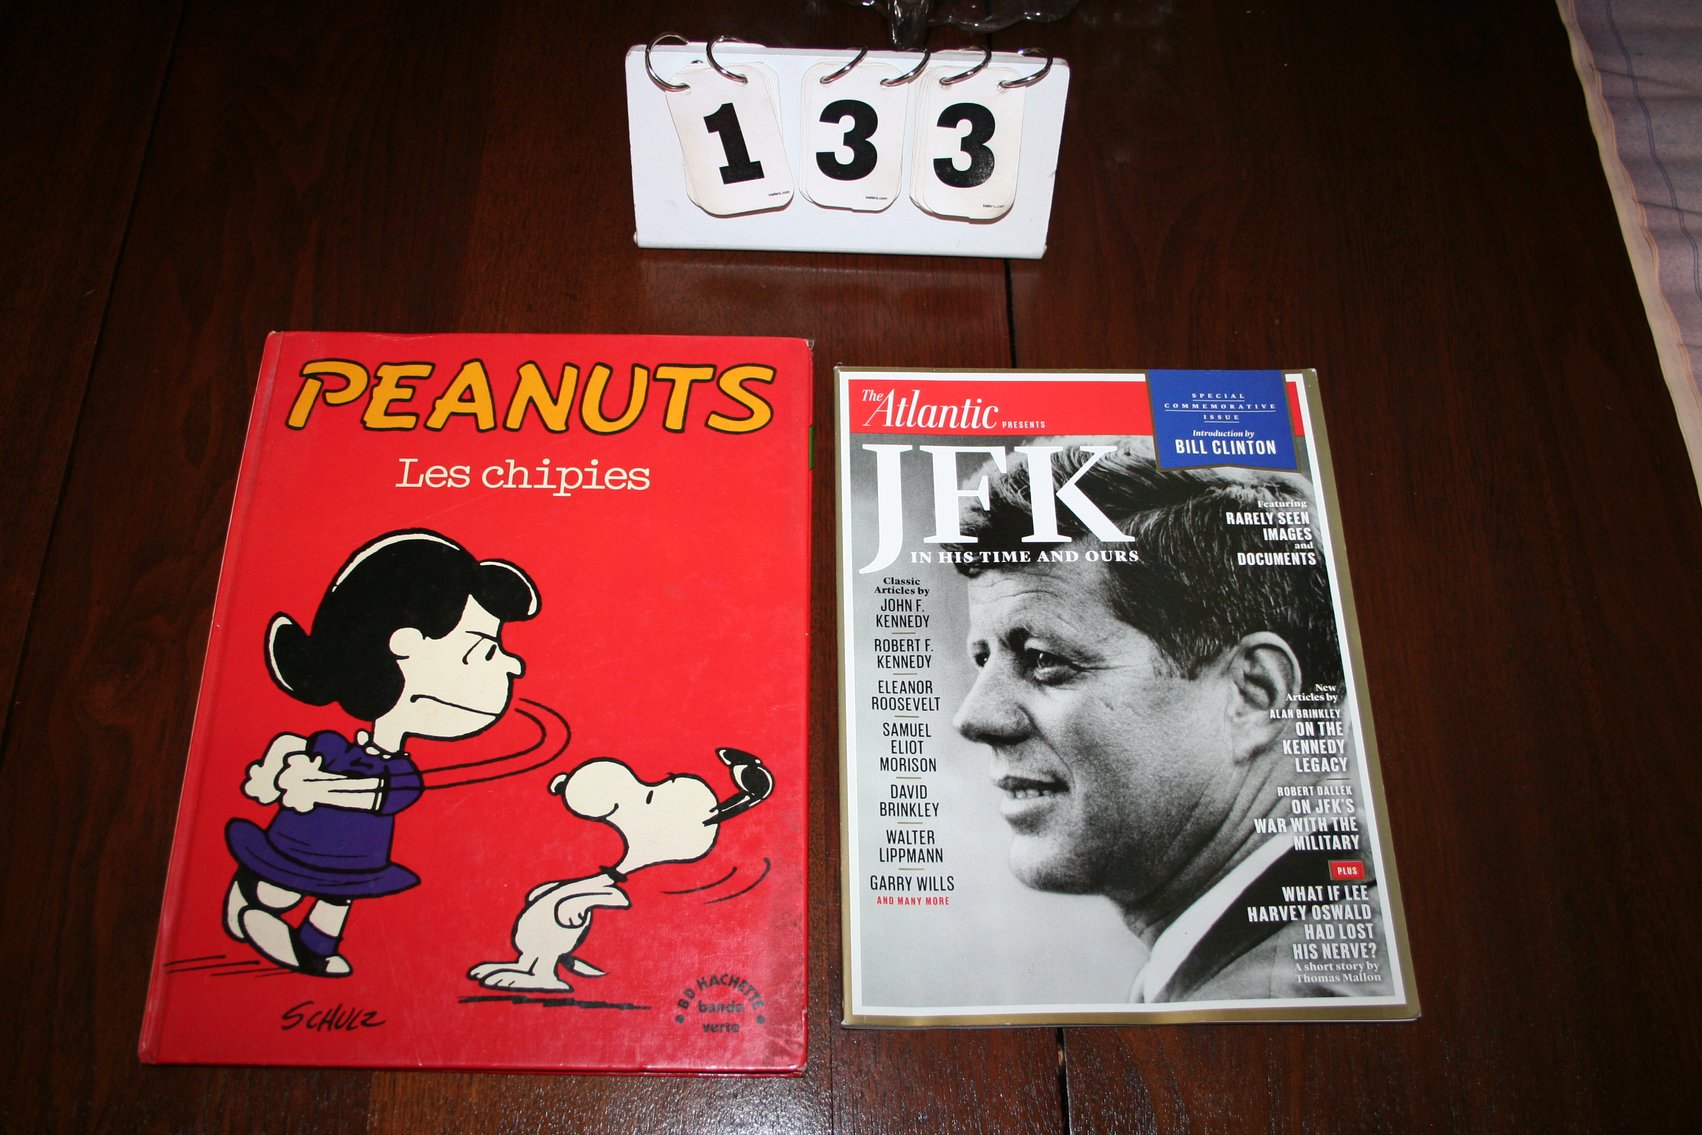 133
PEANUTS
Les chipies
SCHULZ
BD HACHETTE
bande
verte
The Atlantic PRESENTS
SPECIAL
COMMEMORATIVE
ISSUE
Introduction by
BILL CLINTON
JFK
IN HIS TIME AND OURS
Featuring
RARELY SEEN
IMAGES
and
DOCUMENTS
Classic
Articles by
JOHN F.
KENNEDY
ROBERT F.
KENNEDY
ELEANOR
ROOSEVELT
SAMUEL
ELIOT
MORISON
DAVID
BRINKLEY
WALTER
LIPPMANN
GARRY WILLS
AND MANY MORE
New
Articles by
ALAN BRINKLEY
ON THE
KENNEDY
LEGACY
ROBERT DALLEK
ON JFK'S
WAR WITH THE
MILITARY
PLUS
WHAT IF LEE
HARVEY OSWALD
HAD LOST
HIS NERVE?
A short story by
Thomas Mallon